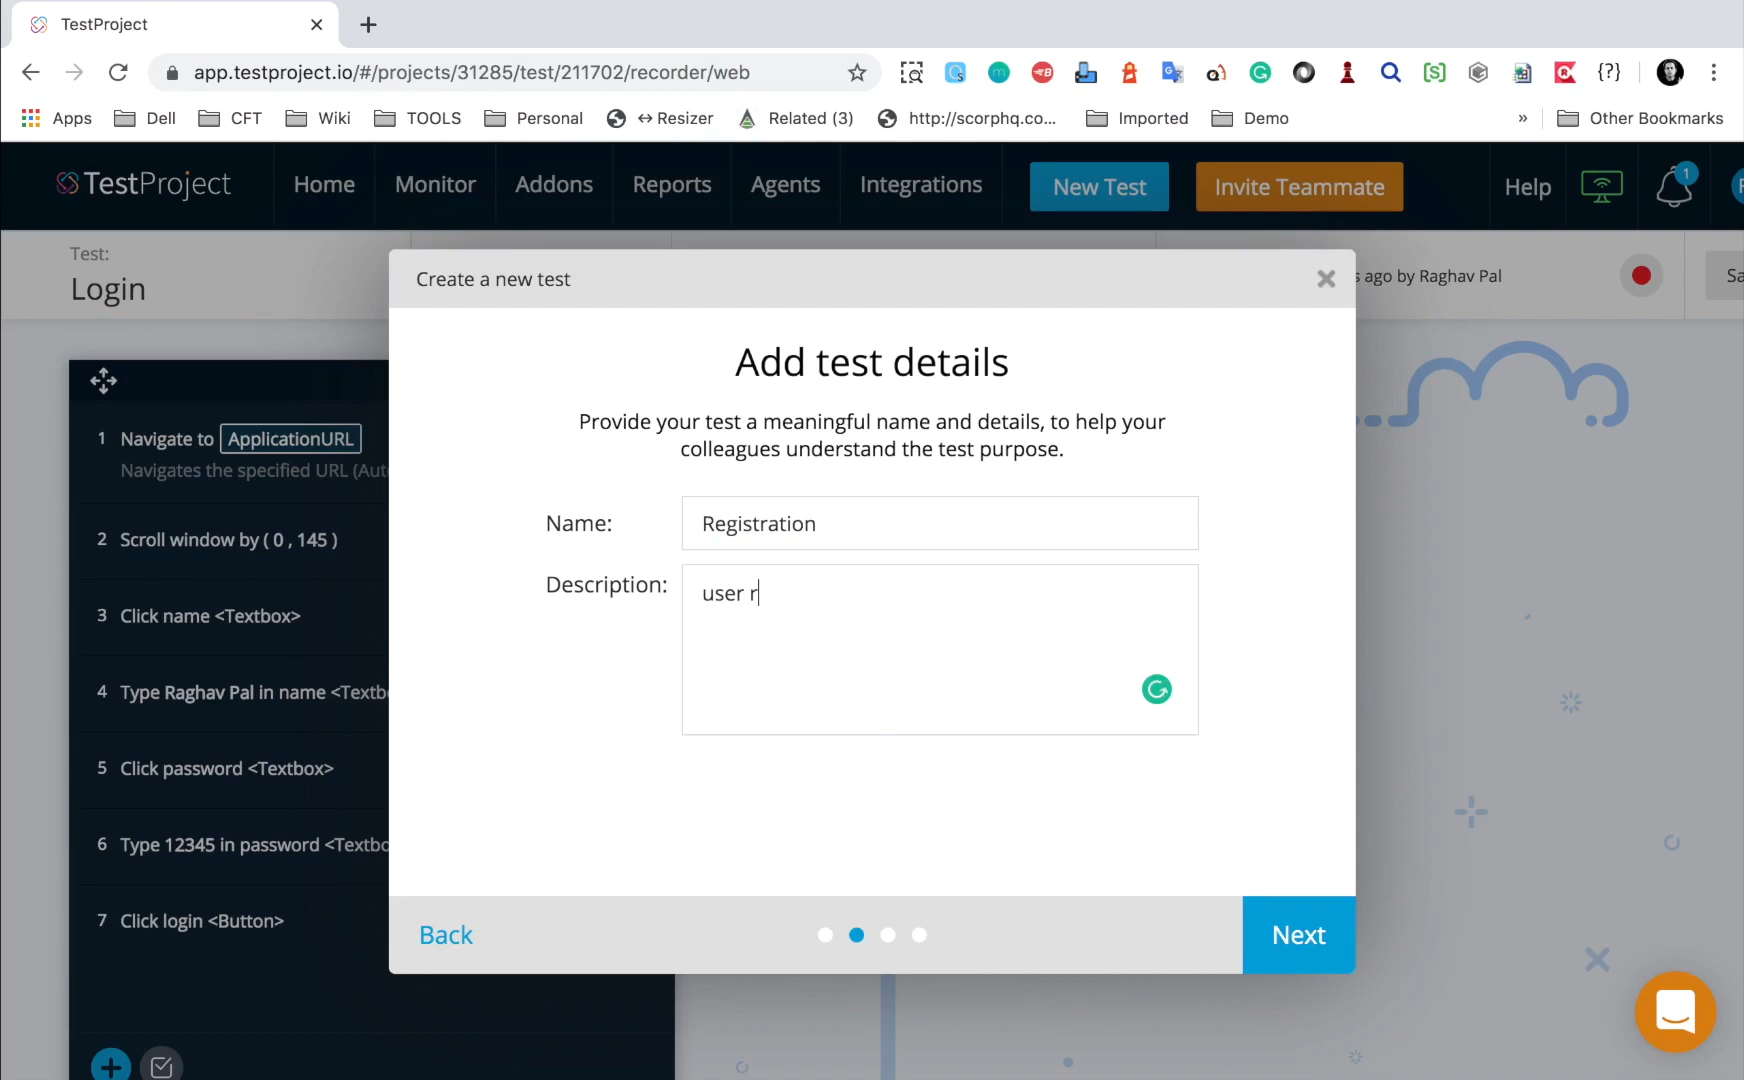 TestProject
app.testproject.io/#/projects/31285/test/211702/recorder/web
Apps Dell CFT Wiki TOOLS Personal ↔Resizer Related (3) http://scorphq.co... Imported Demo » Other Bookmarks
TestProject Home Monitor Addons Reports Agents Integrations New Test Invite Teammate Help 1
Test:
Login
s ago by Raghav Pal
Sa
Create a new test
Add test details
Provide your test a meaningful name and details, to help your
colleagues understand the test purpose.
Name: Registration
Description: user r
Back
Next
1 Navigate to ApplicationURL
Navigates the specified URL (Aut
2 Scroll window by ( 0 , 145 )
3 Click name <Textbox>
4 Type Raghav Pal in name <Textb
5 Click password <Textbox>
6 Type 12345 in password <Textbo
7 Click login <Button>